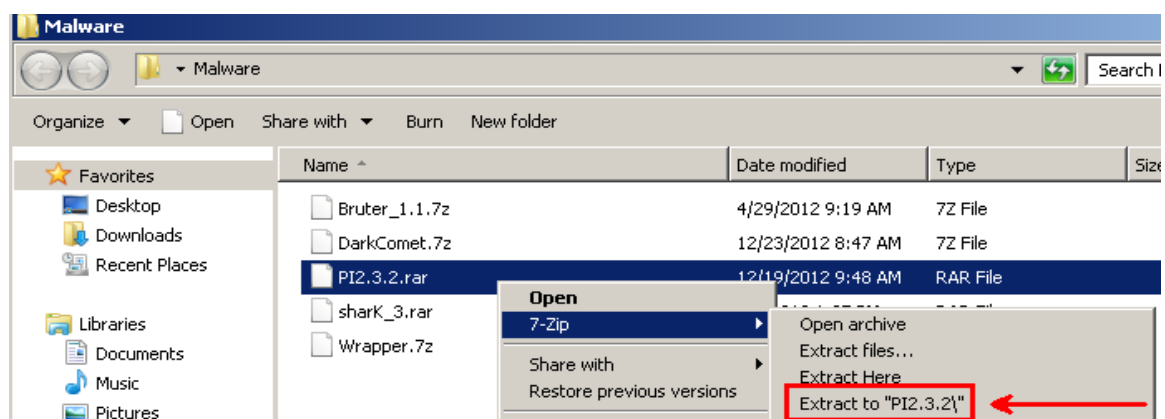 Malware
Malware
Search
Organize Open Share with Burn New folder
Favorites
Desktop
Downloads
Recent Places
Libraries
Documents
Music
Pictures
Name Date modified Type
Bruter_1.1.7z 4/29/2012 9:19 AM 7Z File
DarkComet.7z 12/23/2012 8:47 AM 7Z File
PI2.3.2.rar 12/19/2012 9:48 AM RAR File
sharK_3.rar
Wrapper.7z
Open
7-Zip
Share with
Restore previous versions
Open archive
Extract files...
Extract Here
Extract to "PI2.3.2\"